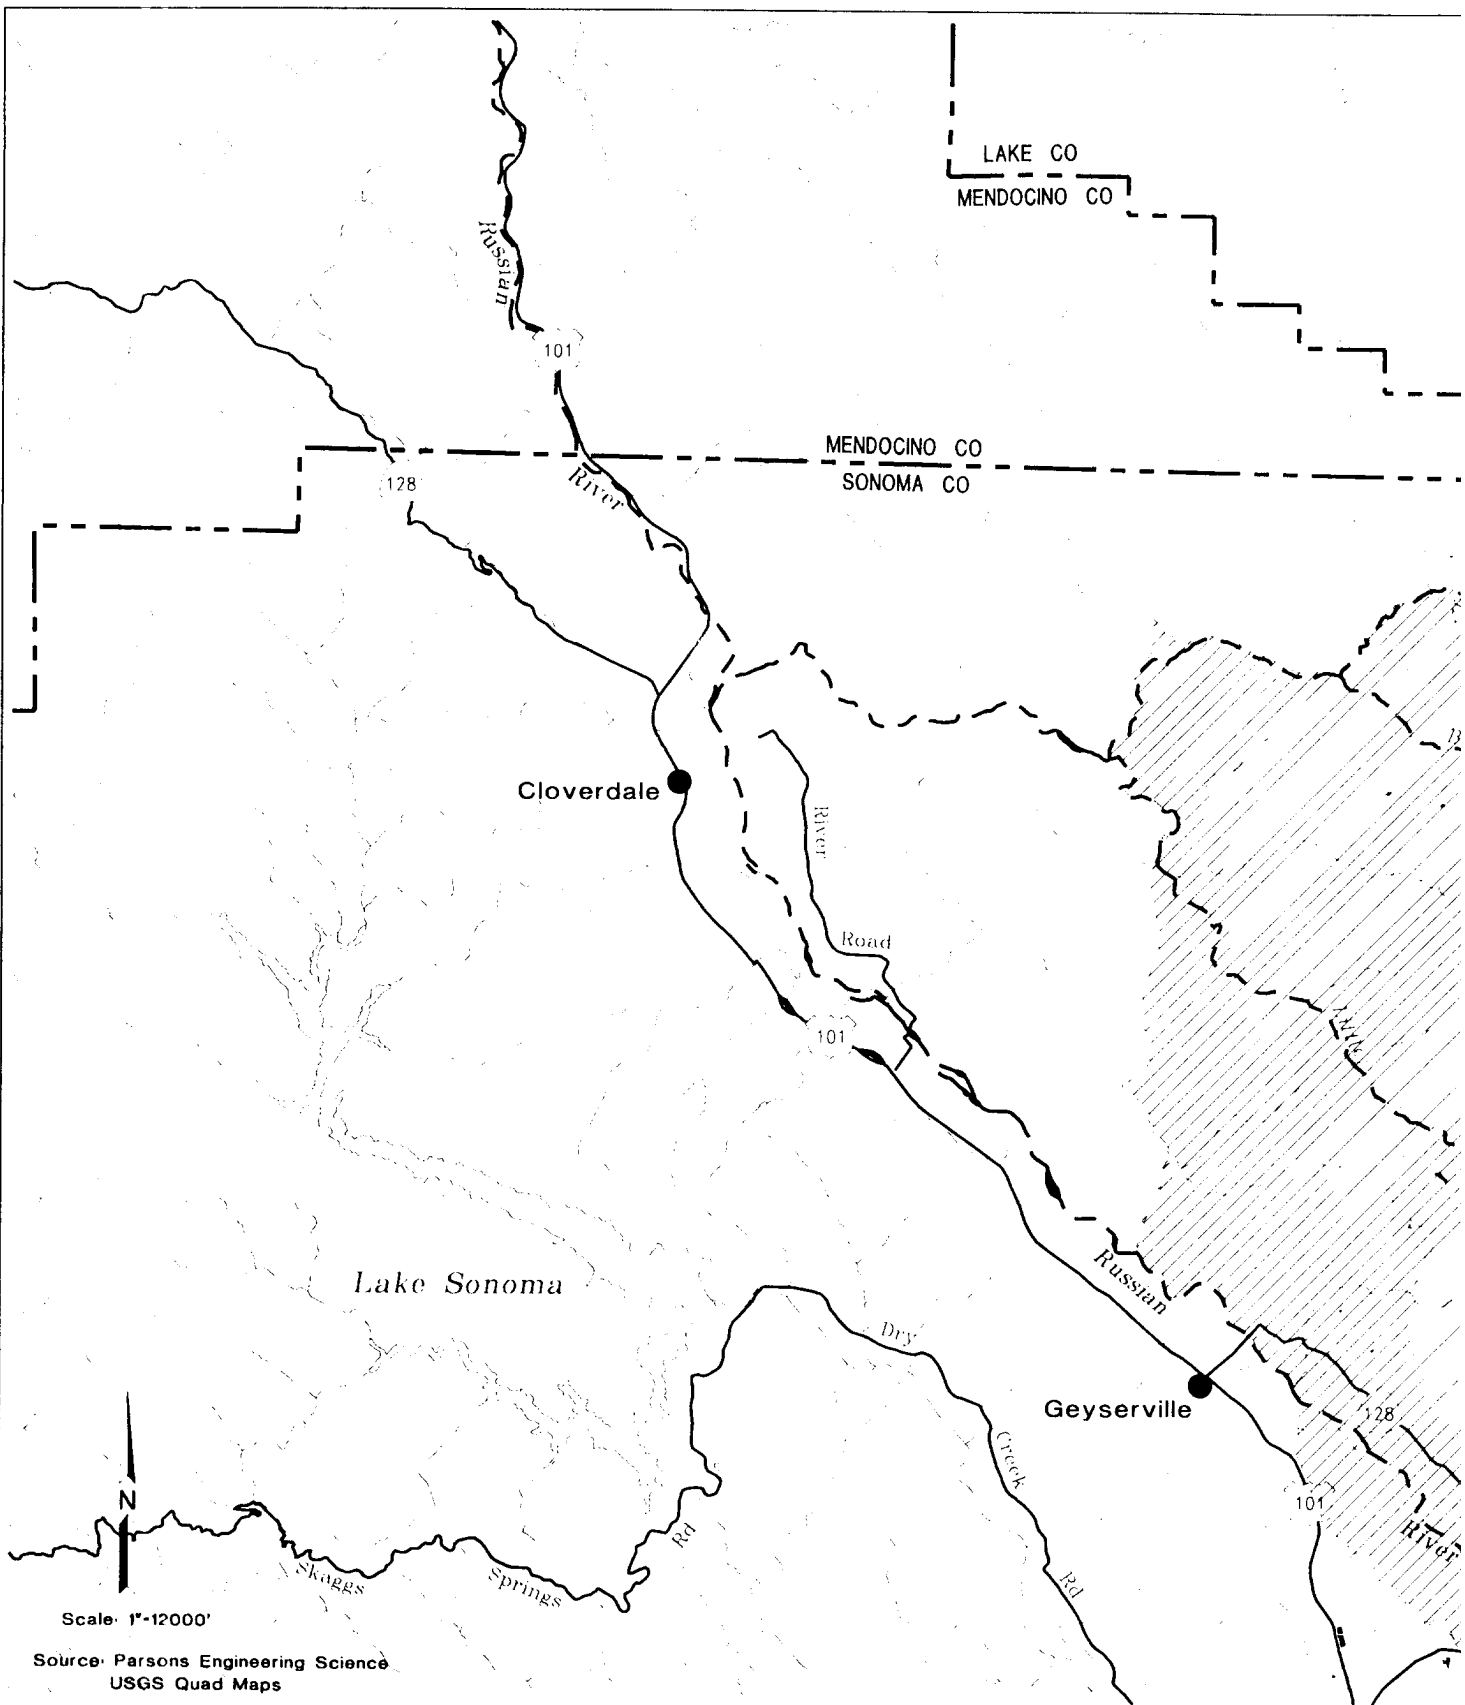 LAKE CO
MENDOCINO CO
Russian
101
MENDOCINO CO
SONOMA CO
128
River
Cloverdale
River
Road
101
Lake Sonoma
Russian
Dry
Geyserville
128
Creek
N
101
Rd
River
Skaggs
Springs
Rd
Scale: 1"-12000'
Source: Parsons Engineering Science
USGS Quad Maps